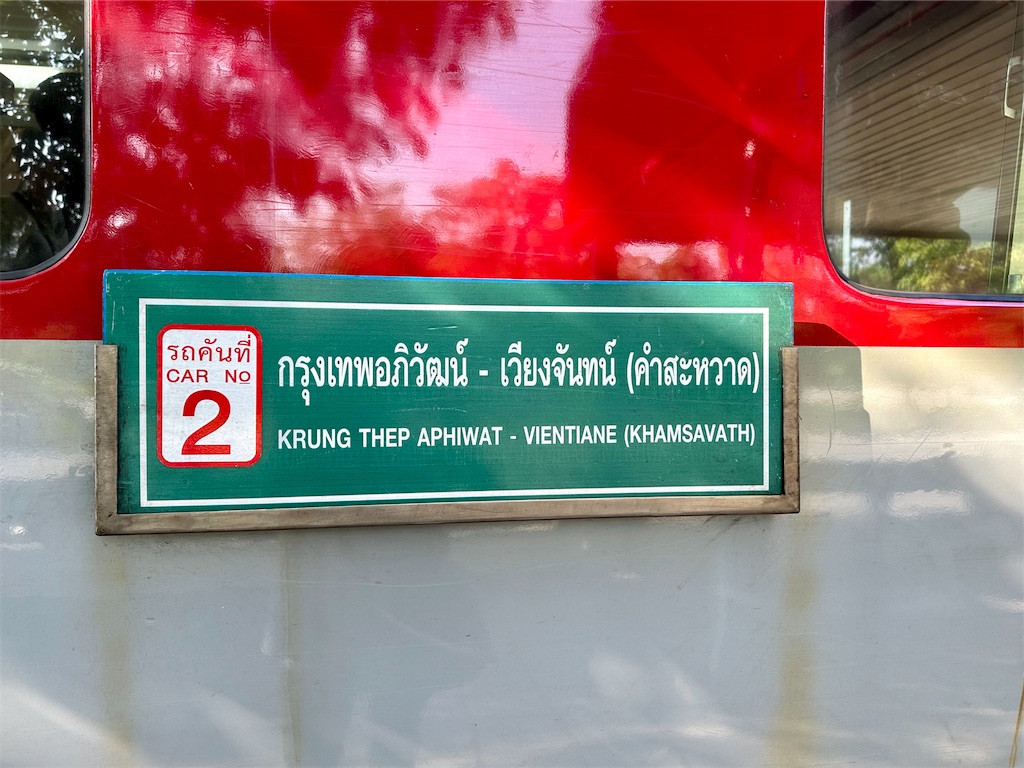 รถคันที่
CAR No
2
กรุงเทพอภิวัฒน์ - เวียงจันทน์ (คำสะหวาด)
KRUNG THEP APHIWAT - VIENTIANE (KHAMSAVATH)